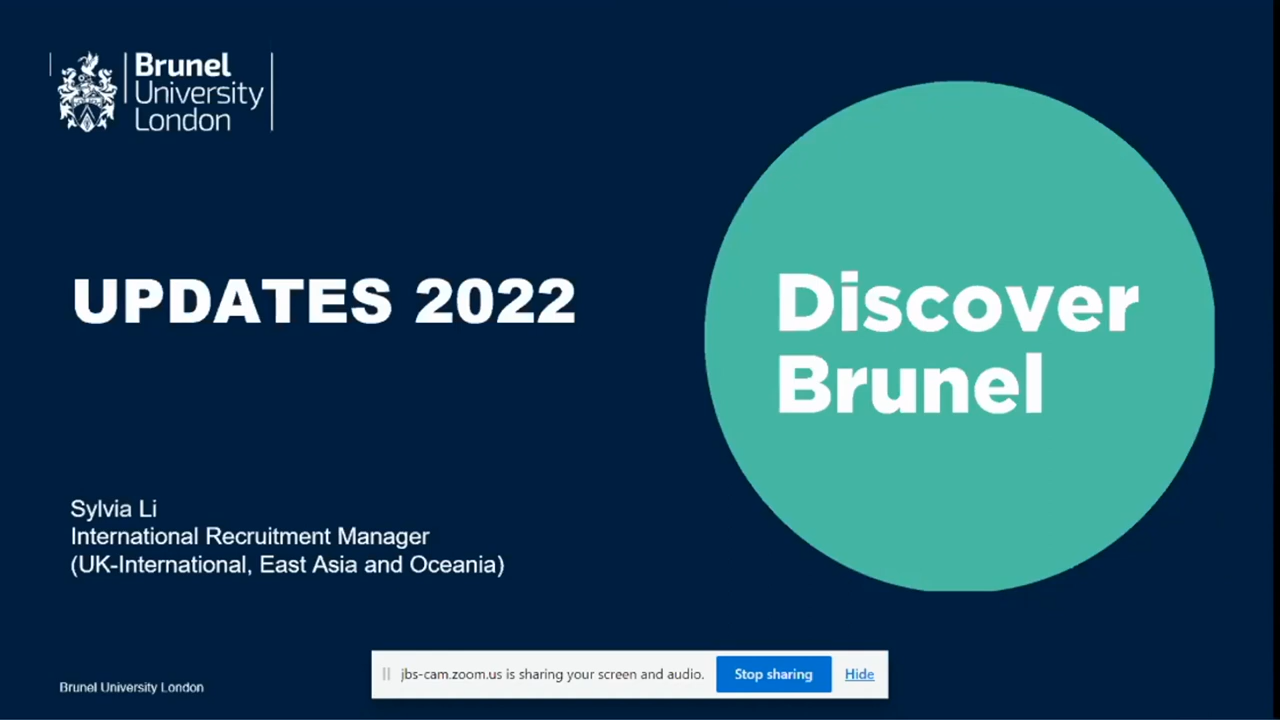 Brunel
University
London
UPDATES 2022
Discover
Brunel
Sylvia Li
International Recruitment Manager
(UK-International, East Asia and Oceania)
jbs-cam.zoom.us is sharing your screen and audio.
Stop sharing
Hide
Brunel University London